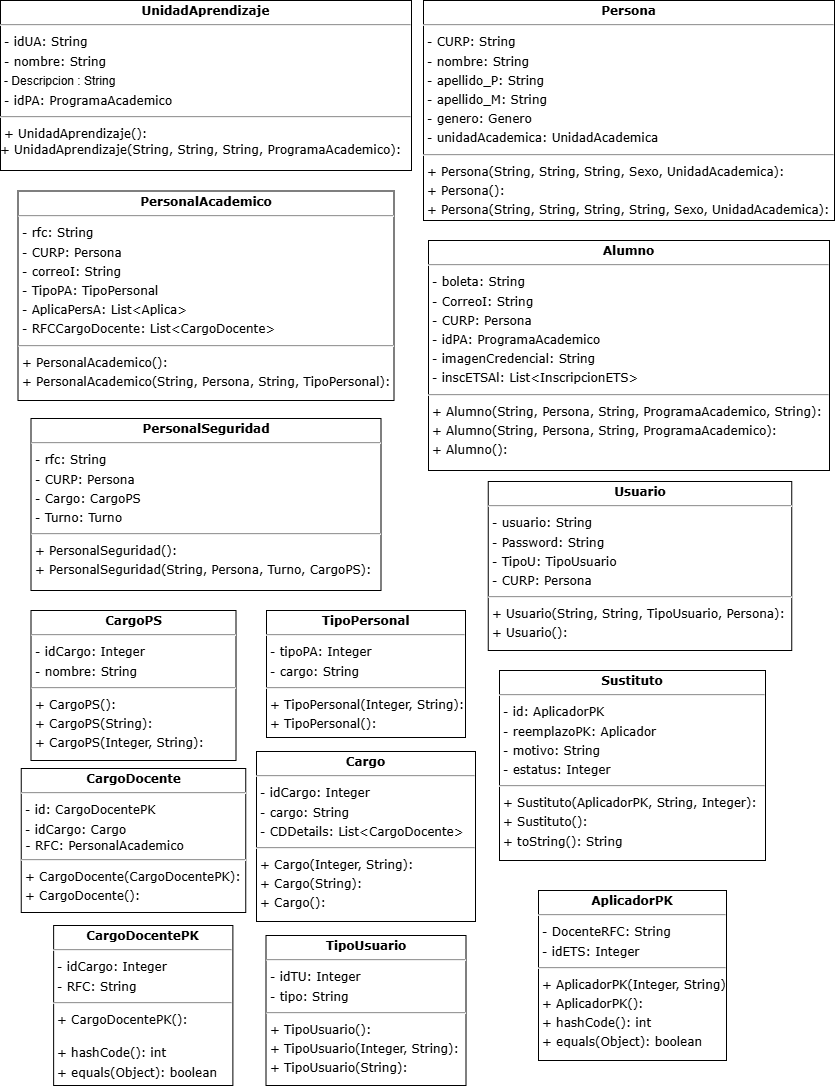 UnidadAprendizaje
- idUA: String
- nombre: String
- Descripcion : String
- idPA: ProgramaAcademico
+ UnidadAprendizaje():
+ UnidadAprendizaje(String, String, String, ProgramaAcademico):
Persona
- CURP: String
- nombre: String
- apellido_P: String
- apellido_M: String
- genero: Genero
- unidadAcademica: UnidadAcademica
+ Persona(String, String, String, Sexo, UnidadAcademica):
+ Persona():
+ Persona(String, String, String, String, Sexo, UnidadAcademica):
PersonalAcademico
- rfc: String
- CURP: Persona
- correoI: String
- TipoPA: TipoPersonal
- AplicaPersA: List<Aplica>
- RFCCargoDocente: List<CargoDocente>
+ PersonalAcademico():
+ PersonalAcademico(String, Persona, String, TipoPersonal):
Alumno
- boleta: String
- CorreoI: String
- CURP: Persona
- idPA: ProgramaAcademico
- imagenCredencial: String
- inscETSAl: List<InscripcionETS>
+ Alumno(String, Persona, String, ProgramaAcademico, String):
+ Alumno(String, Persona, String, ProgramaAcademico):
+ Alumno():
PersonalSeguridad
- rfc: String
- CURP: Persona
- Cargo: CargoPS
- Turno: Turno
+ PersonalSeguridad():
+ PersonalSeguridad(String, Persona, Turno, CargoPS):
Usuario
- usuario: String
- Password: String
- TipoU: TipoUsuario
- CURP: Persona
+ Usuario(String, String, TipoUsuario, Persona):
+ Usuario():
CargoPS
- idCargo: Integer
- nombre: String
+ CargoPS():
+ CargoPS(String):
+ CargoPS(Integer, String):
TipoPersonal
- tipoPA: Integer
- cargo: String
+ TipoPersonal(Integer, String):
+ TipoPersonal():
Sustituto
- id: AplicadorPK
- reemplazoPK: Aplicador
- motivo: String
- estatus: Integer
+ Sustituto(AplicadorPK, String, Integer):
+ Sustituto():
+ toString(): String
CargoDocente
- id: CargoDocentePK
- idCargo: Cargo
- RFC: PersonalAcademico
+ CargoDocente(CargoDocentePK):
+ CargoDocente():
Cargo
- idCargo: Integer
- cargo: String
- CDDetails: List<CargoDocente>
+ Cargo(Integer, String):
+ Cargo(String):
+ Cargo():
AplicadorPK
- DocenteRFC: String
- idETS: Integer
+ AplicadorPK(Integer, String)
+ AplicadorPK():
+ hashCode(): int
+ equals(Object): boolean
CargoDocentePK
- idCargo: Integer
- RFC: String
+ CargoDocentePK():
+ hashCode(): int
+ equals(Object): boolean
TipoUsuario
- idTU: Integer
- tipo: String
+ TipoUsuario():
+ TipoUsuario(Integer, String):
+ TipoUsuario(String):